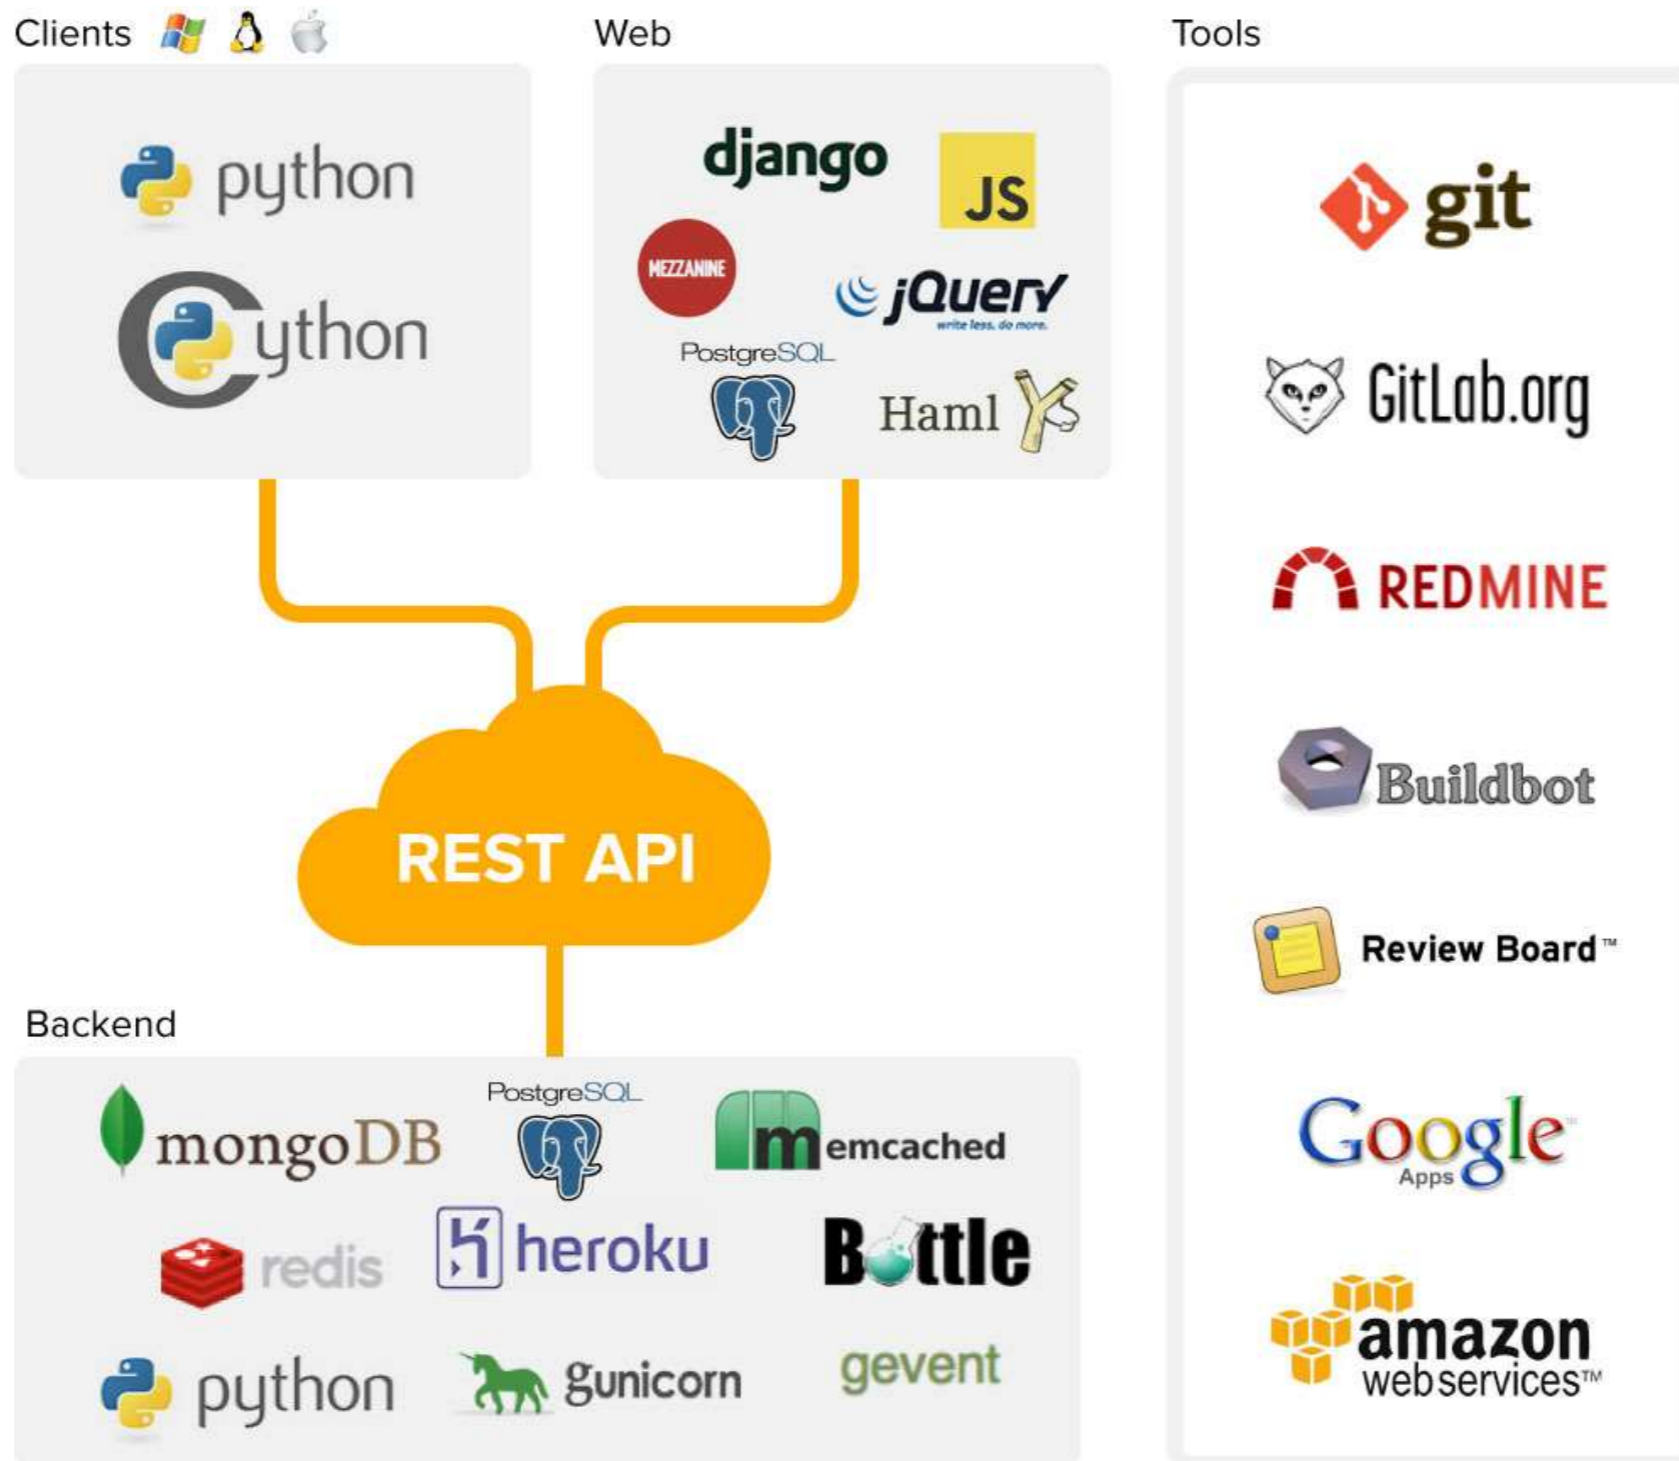 Clients
python
Cython
Web
django
JS
MEZZANINE
jQuery
write less, do more.
PostgreSQL
Haml
Tools
git
GitLab.org
REDMINE
Buildbot
Review Board™
Google™
Apps
amazon
webservices™
REST API
Backend
mongoDB
PostgreSQL
memcached
redis
heroku
Bottle
python
gunicorn
gevent